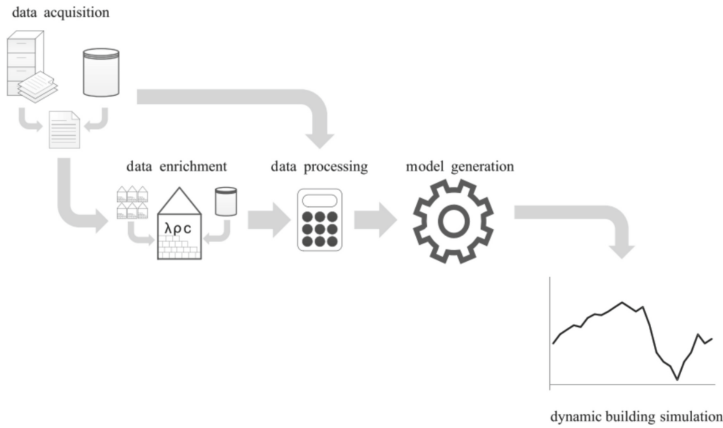 data acquisition
data enrichment
data processing
model generation
λρc
dynamic building simulation